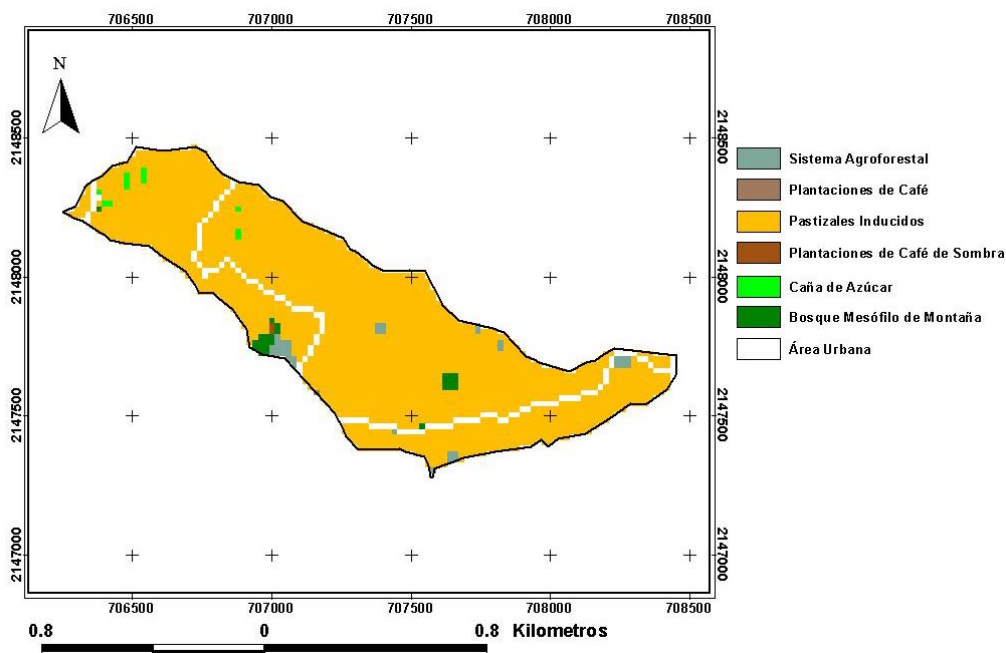 706500 707000 707500 708000 708500
N
2148500 2148500
2148000 2148000
2147500 2147500
2147000 2147000
Sistema Agroforestal
Plantaciones de Café
Pastizales Inducidos
Plantaciones de Café de Sombra
Caña de Azúcar
Bosque Mesófilo de Montaña
Área Urbana
706500 707000 707500 708000 708500
0.8 0 0.8 Kilometros